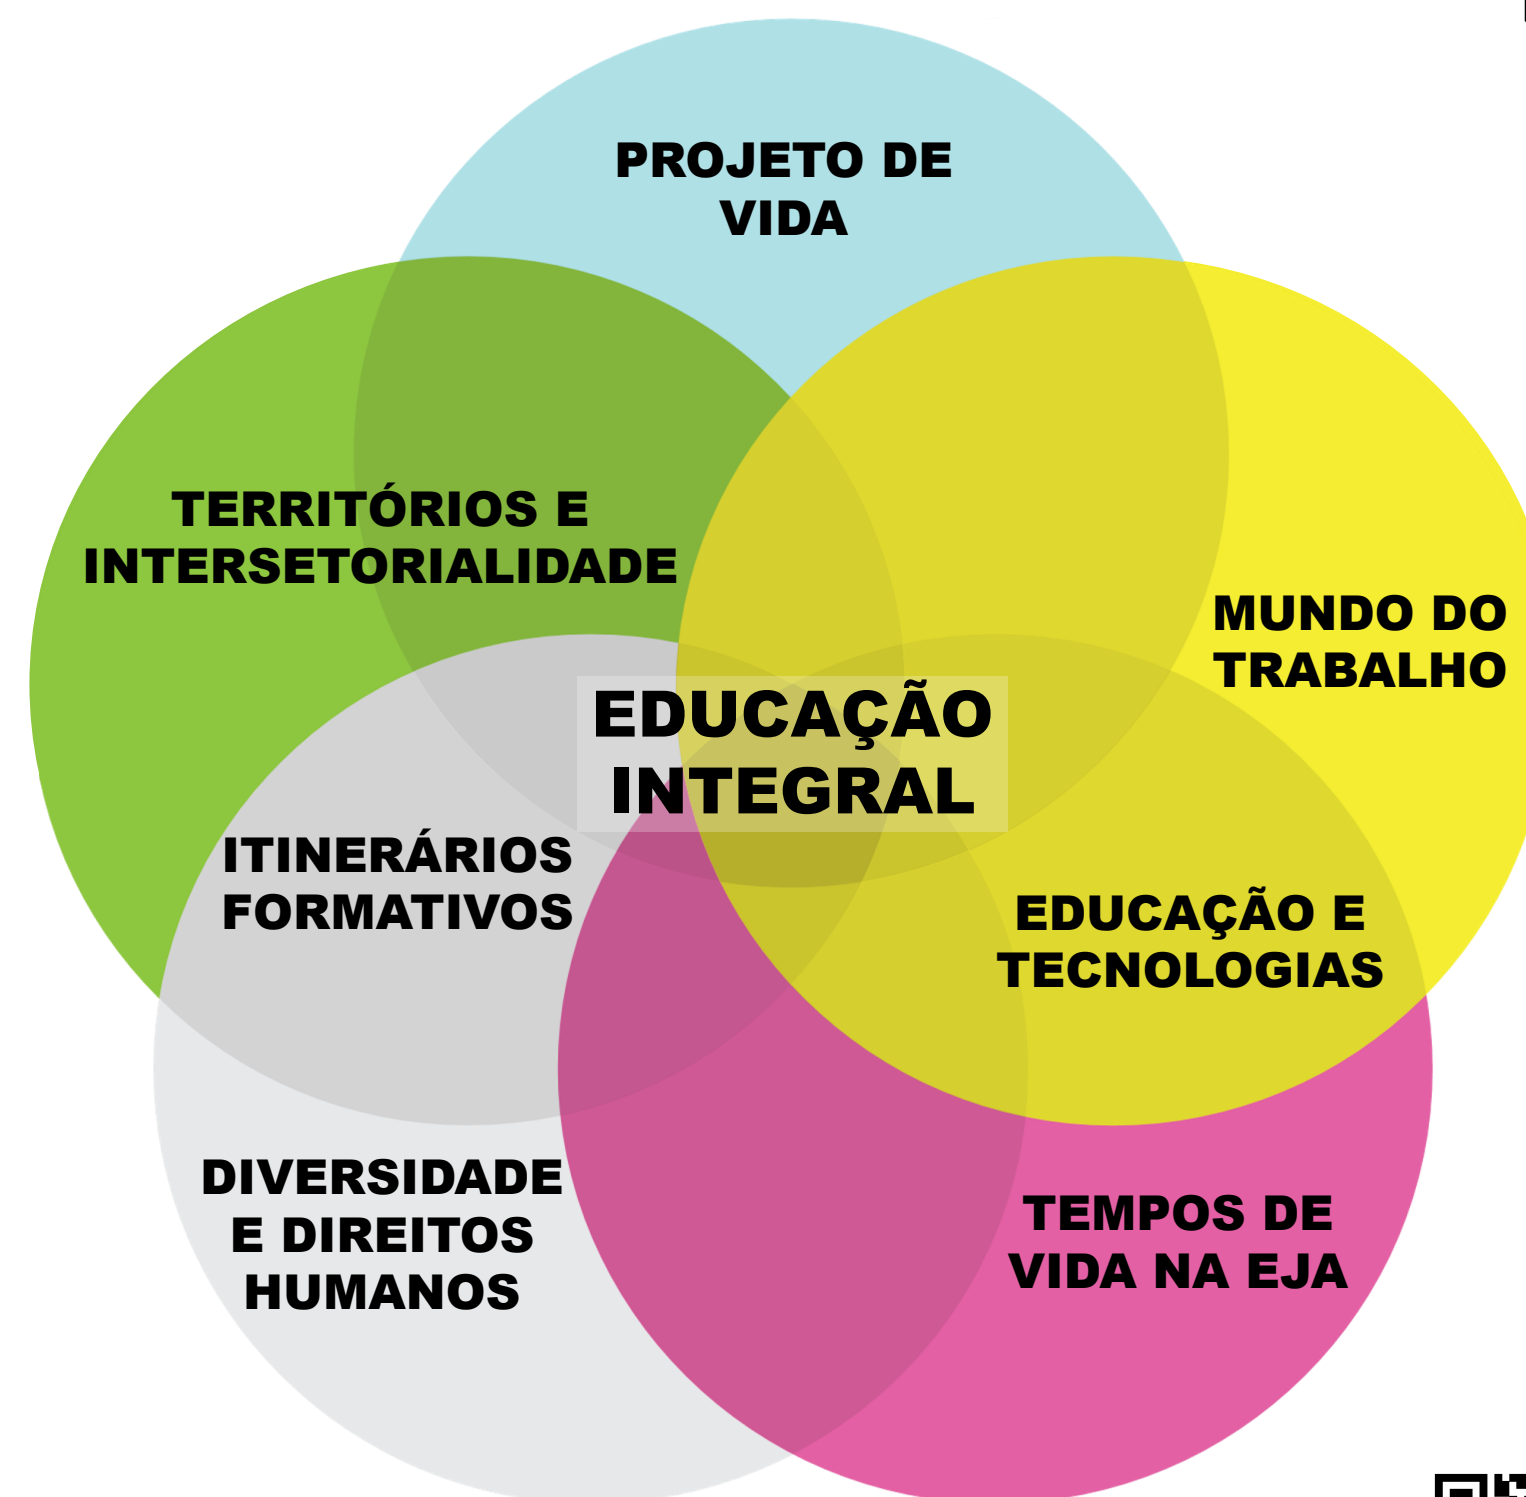 PROJETO DE
VIDA
TERRITÓRIOS E
INTERSETORIALIDADE
MUNDO DO
TRABALHO
EDUCAÇÃO
INTEGRAL
ITINERÁRIOS
FORMATIVOS
EDUCAÇÃO E
TECNOLOGIAS
DIVERSIDADE
E DIREITOS
HUMANOS
TEMPOS DE
VIDA NA EJA